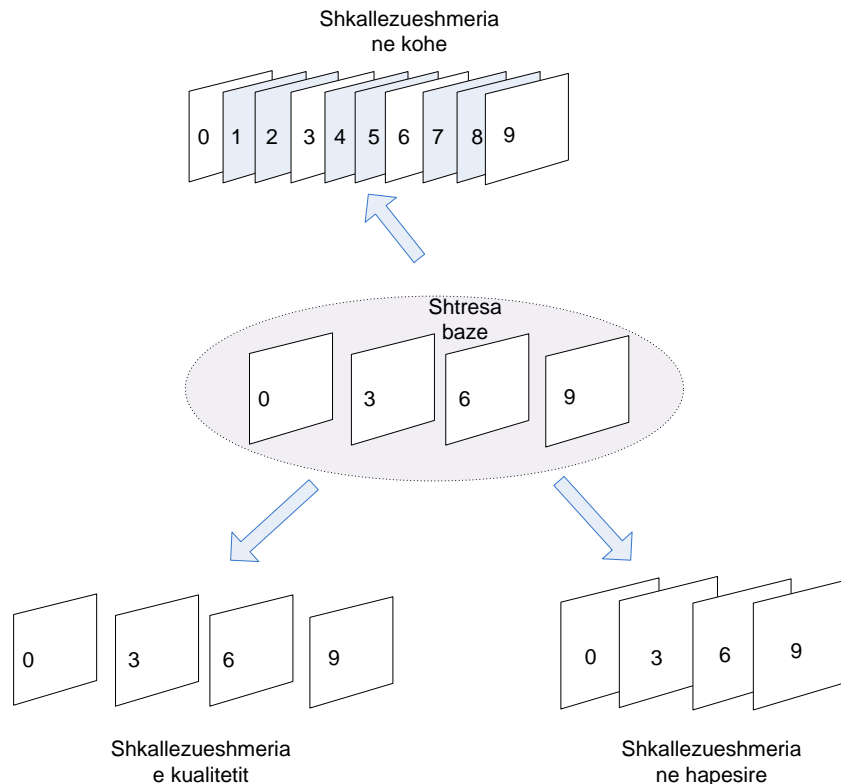 Shkallezueshmeria
ne kohe
0 1 2 3 4 5 6 7 8 9
Shtresa
baze
0 3 6 9
0 3 6 9
Shkallezueshmeria
e kualitetit
0 3 6 9
Shkallezueshmeria
ne hapesire